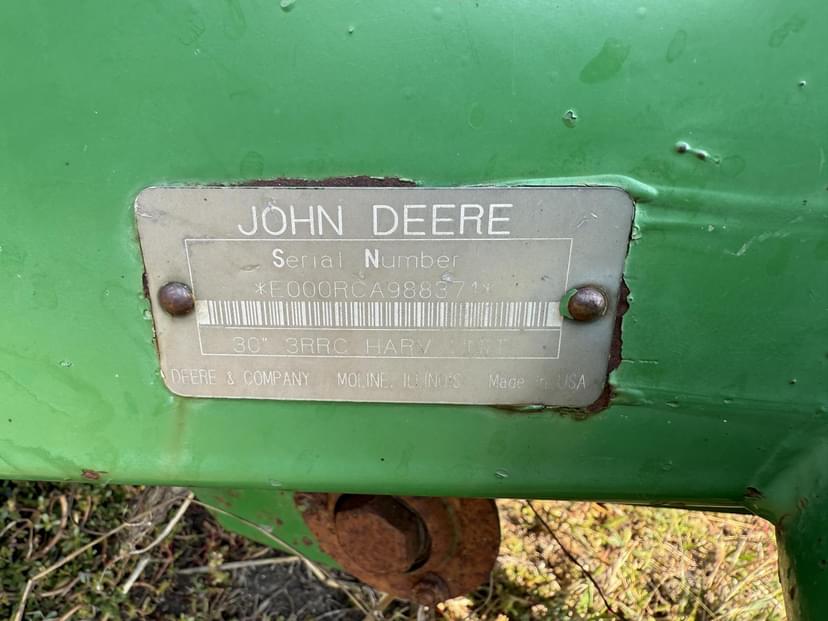 JOHN DEERE
Serial Number
*E000RCA988371*
30" 3RRC HARV UNIT
DEERE & COMPANY MOLINE, ILLINOIS Made in USA